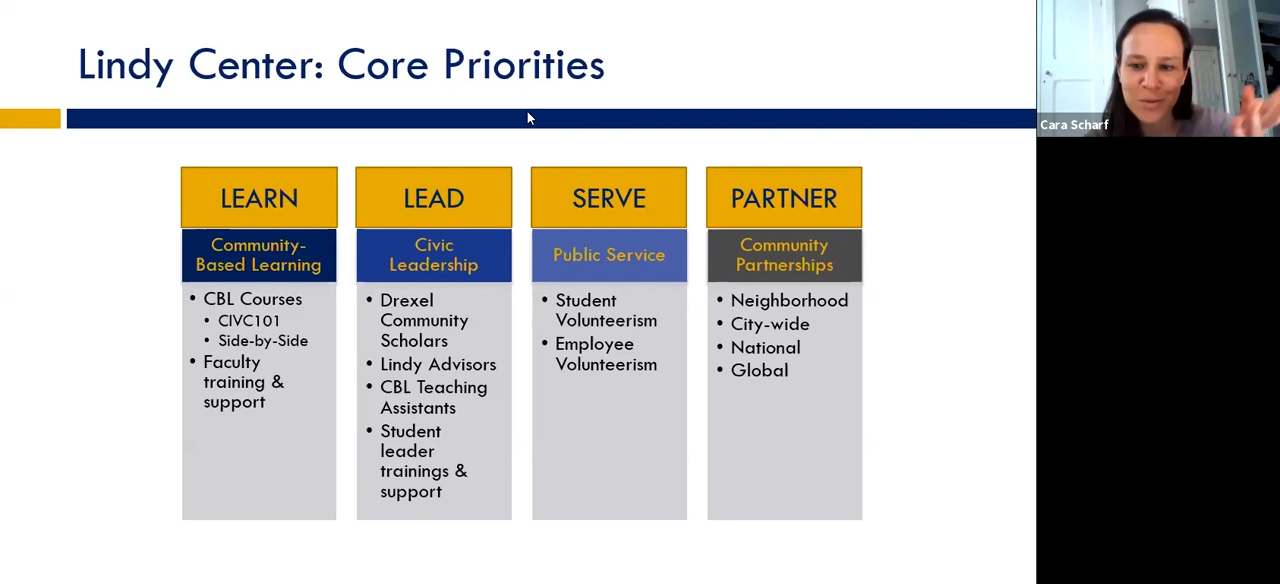 Lindy Center: Core Priorities
Cara Scharf
LEARN
Community-
Based Learning
• CBL Courses
• CIVC101
• Side-by-Side
• Faculty
training &
support
LEAD
Civic
Leadership
• Drexel
Community
Scholars
• Lindy Advisors
• CBL Teaching
Assistants
• Student
leader
trainings &
support
SERVE
Public Service
• Student
Volunteerism
• Employee
Volunteerism
PARTNER
Community
Partnerships
• Neighborhood
• City-wide
• National
• Global